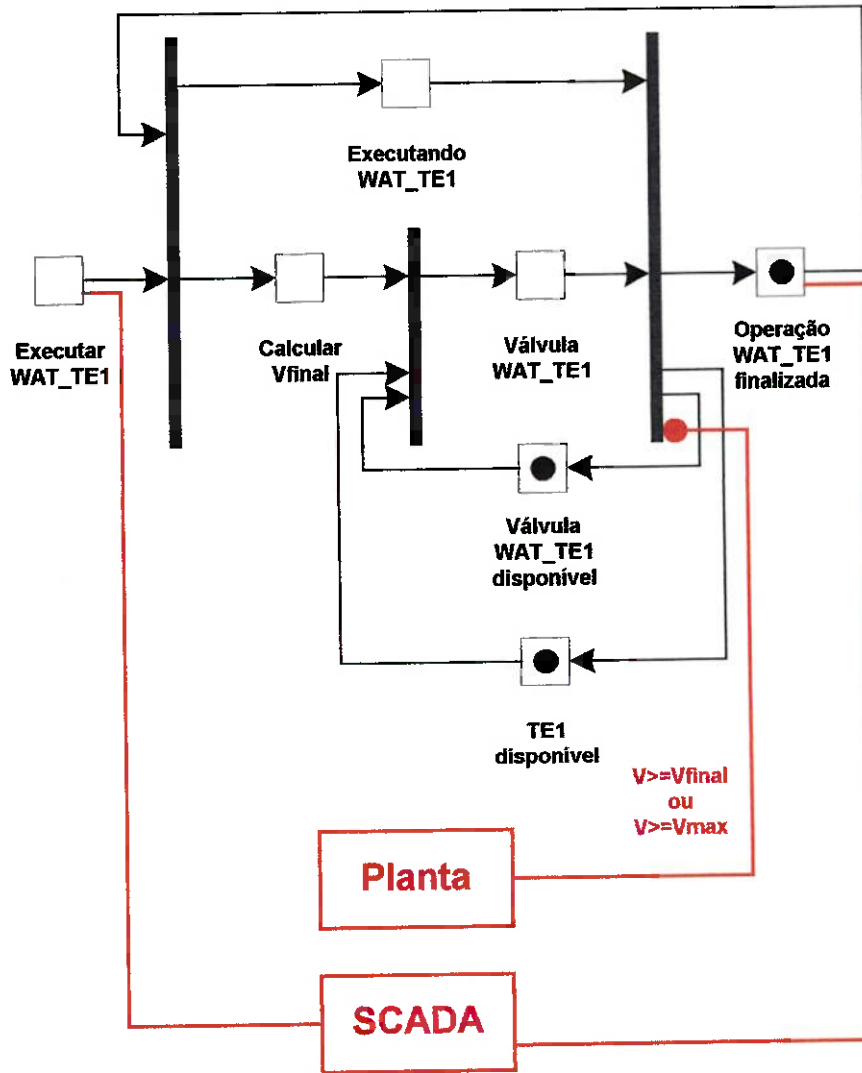 Executando
WAT_TE1
Executar
WAT_TE1
Calcular
Vfinal
Válvula
WAT_TE1
Operação
WAT_TE1
finalizada
Válvula
WAT_TE1
disponível
TE1
disponível
V>=Vfinal
ou
V>=Vmax
Planta
SCADA